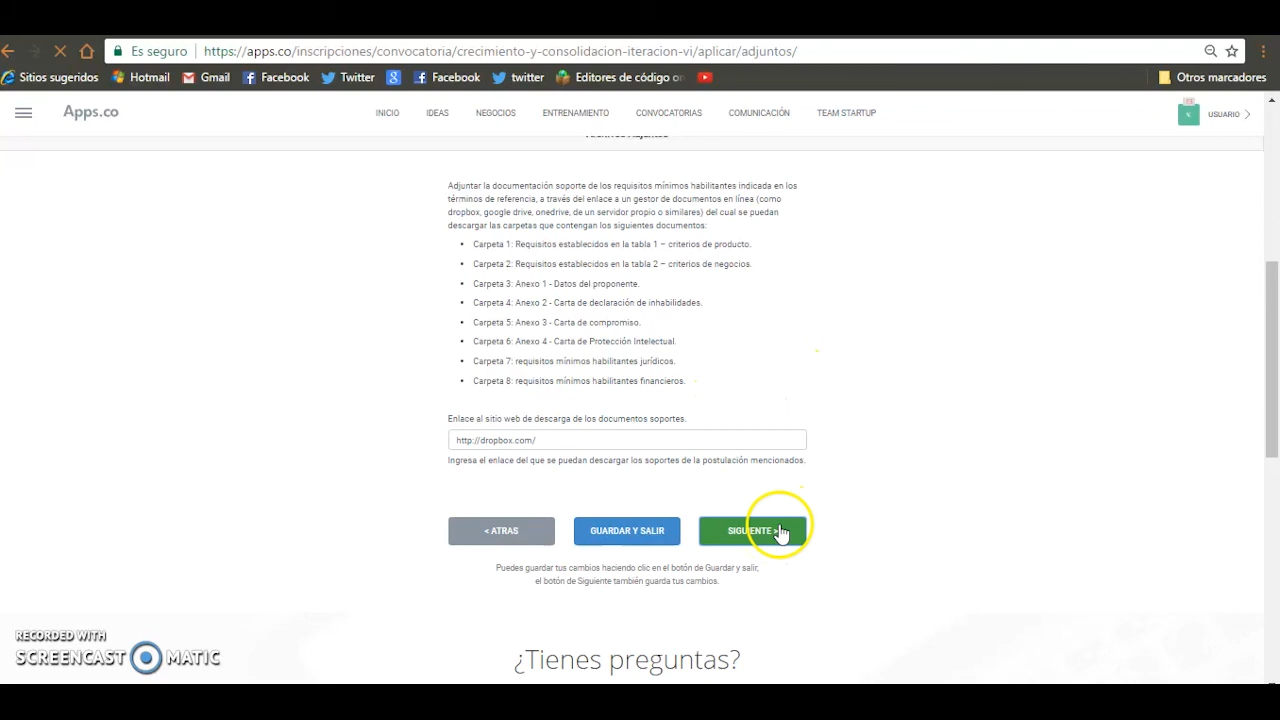 Es seguro https://apps.co/inscripciones/convocatoria/crecimiento-y-consolidacion-iteracion-vi/aplicar/adjuntos/
Sitios sugeridos Hotmail Gmail Facebook Twitter Facebook twitter Editores de código on Otros marcadores
Apps.co INICIO IDEAS NEGOCIOS ENTRENAMIENTO CONVOCATORIAS COMUNICACIÓN TEAM STARTUP USUARIO
Archivos Adjuntos
Adjuntar la documentación soporte de los requisitos mínimos habilitantes indicada en los
términos de referencia, a través del enlace a un gestor de documentos en línea (como
dropbox, google drive, onedrive, de un servidor propio o similares) del cual se puedan
descargar las carpetas que contengan los siguientes documentos:
• Carpeta 1: Requisitos establecidos en la tabla 1 – criterios de producto.
• Carpeta 2: Requisitos establecidos en la tabla 2 – criterios de negocios.
• Carpeta 3: Anexo 1 - Datos del proponente.
• Carpeta 4: Anexo 2 - Carta de declaración de inhabilidades.
• Carpeta 5: Anexo 3 - Carta de compromiso.
• Carpeta 6: Anexo 4 - Carta de Protección Intelectual.
• Carpeta 7: requisitos mínimos habilitantes jurídicos.
• Carpeta 8: requisitos mínimos habilitantes financieros.
Enlace al sitio web de descarga de los documentos soportes.
http://dropbox.com/
Ingresa el enlace del que se puedan descargar los soportes de la postulación mencionados.
< ATRAS GUARDAR Y SALIR SIGUIENTE >
Puedes guardar tus cambios haciendo clic en el botón de Guardar y salir,
el botón de Siguiente también guarda tus cambios.
RECORDED WITH
SCREENCAST MATIC
¿Tienes preguntas?